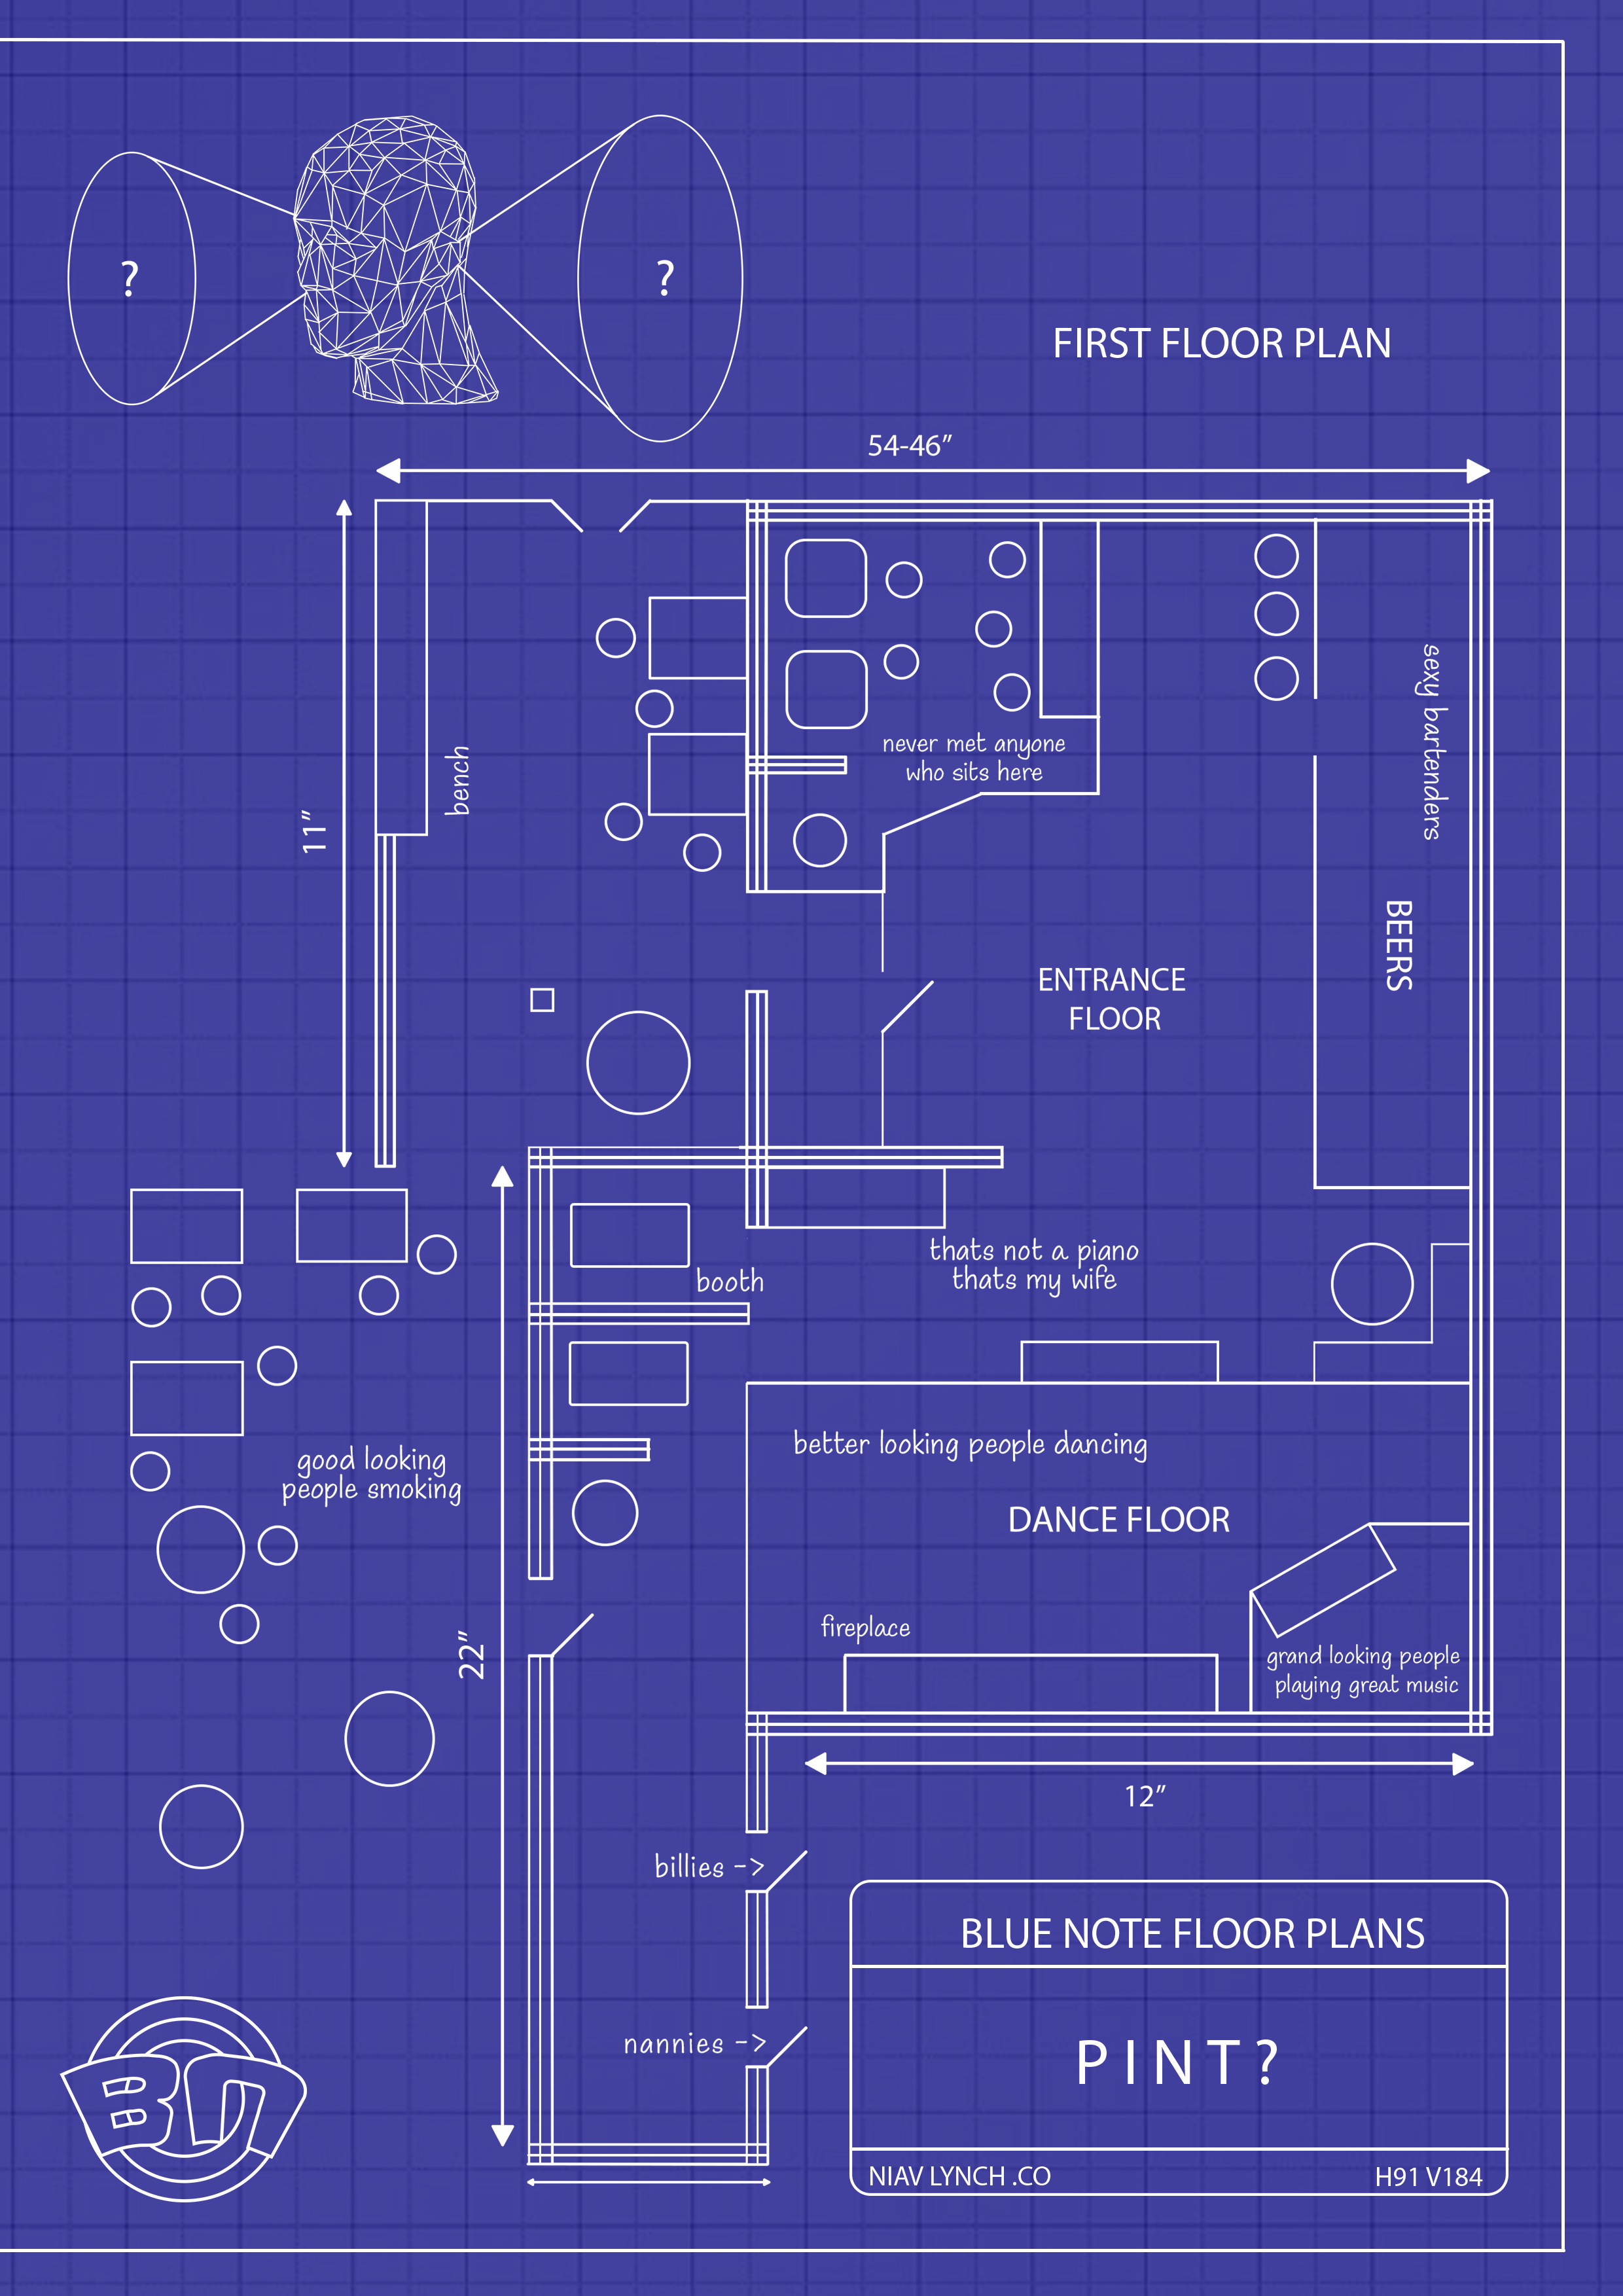 ?
?
FIRST FLOOR PLAN
54-46”
11”
bench
never met anyone
who sits here
sexy bartenders
BEERS
ENTRANCE
FLOOR
booth
thats not a piano
thats my wife
good looking
people smoking
better looking people dancing
DANCE FLOOR
22”
fireplace
grand looking people
playing great music
12”
billies ->
nannies ->
BLUE NOTE FLOOR PLANS
PINT?
NIAV LYNCH .CO
H91 V184
Bn